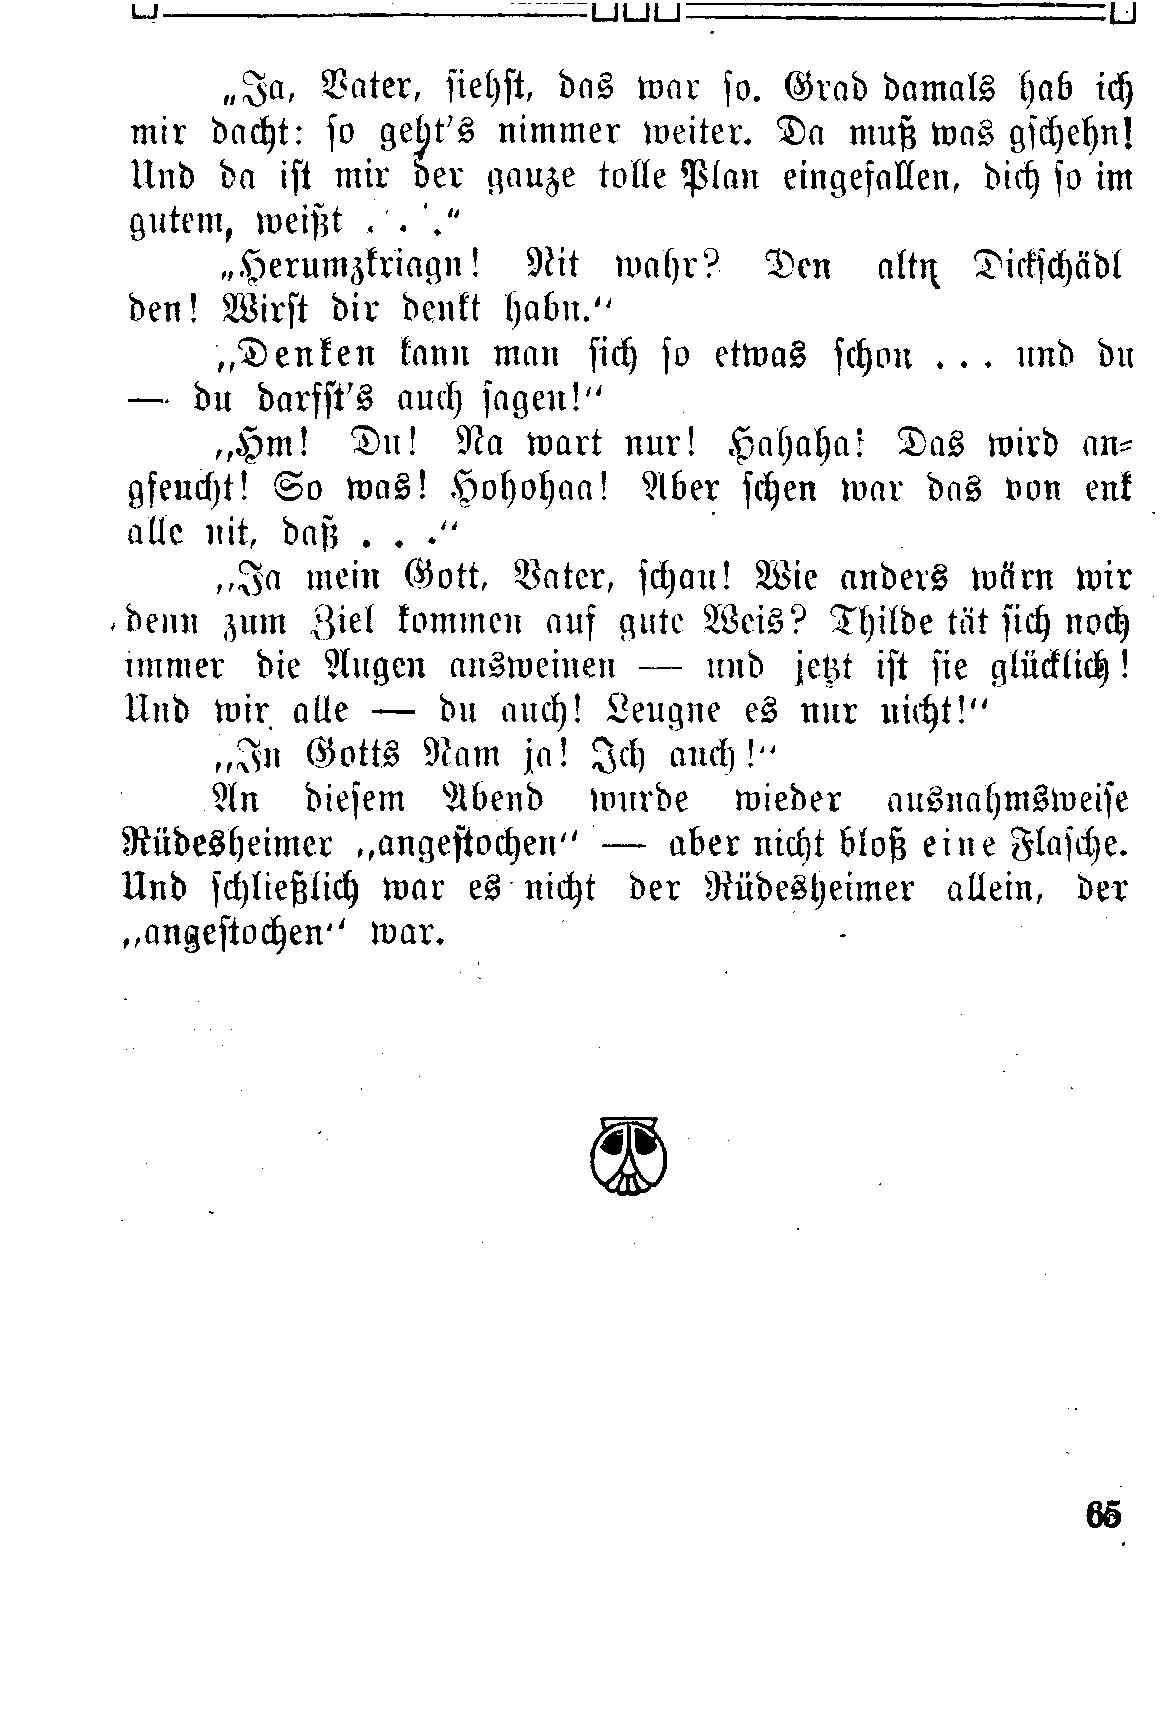 „Ja, Vater, siehst, das war so. Grad damals hab ich
mir dacht: so geht's nimmer weiter. Da muß was gschehn!
Und da ist mir der ganze tolle Plan eingefallen, dich so im
gutem, weißt . . .“
„Herumzkriagn! Nit wahr? Den altn Dickschädl
den! Wirst dir denkt habn.“
„Denken kann man sich so etwas schon . . . und du
— du darfst's auch sagen!“
„Hm! Du! Na wart nur! Hahaha! Das wird an-
gfeucht! So was! Hohohaa! Aber schen war das von enk
alle nit, daß . . .“
„Ja mein Gott, Vater, schau! Wie anders wärn wir
denn zum Ziel kommen auf gute Weis? Thilde tät sich noch
immer die Augen ausweinen — und jetzt ist sie glücklich!
Und wir alle — du auch! Leugne es nur nicht!“
„In Gotts Nam ja! Ich auch!“
An diesem Abend wurde wieder ausnahmsweise
Rüdesheimer „angestochen“ — aber nicht bloß eine Flasche.
Und schließlich war es nicht der Rüdesheimer allein, der
„angestochen“ war.
65